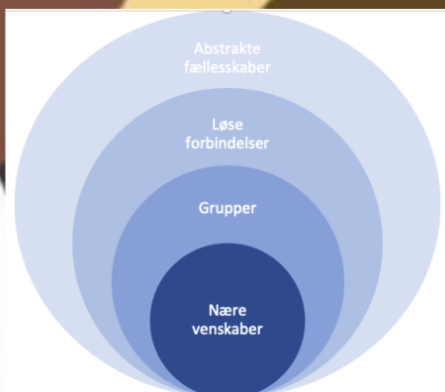 Abstrakte
fællesskaber
Løse
forbindelser
Grupper
Nære
venskaber